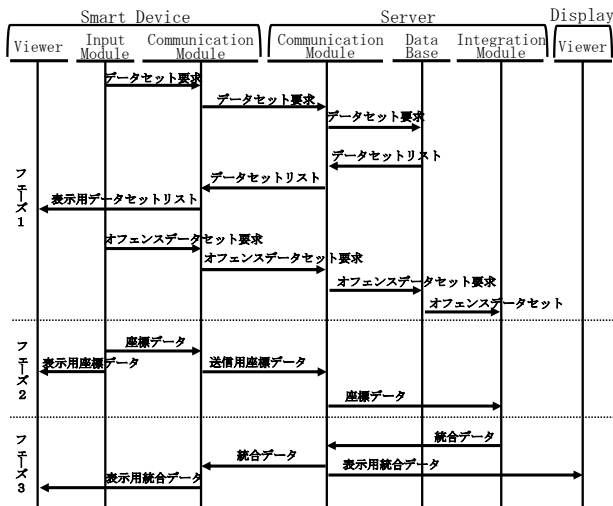 Smart Device
Server
Display
Viewer
Input
Module
Communication
Module
Communication
Module
Data
Base
Integration
Module
Viewer
フェーズ1
データセット要求
データセット要求
データセット要求
データセットリスト
データセットリスト
表示用データセットリスト
オフェンスデータセット要求
オフェンスデータセット要求
オフェンスデータセット要求
オフェンスデータセット
フェーズ2
座標データ
表示用座標データ
送信用座標データ
座標データ
フェーズ3
統合データ
統合データ
表示用統合データ
表示用統合データ